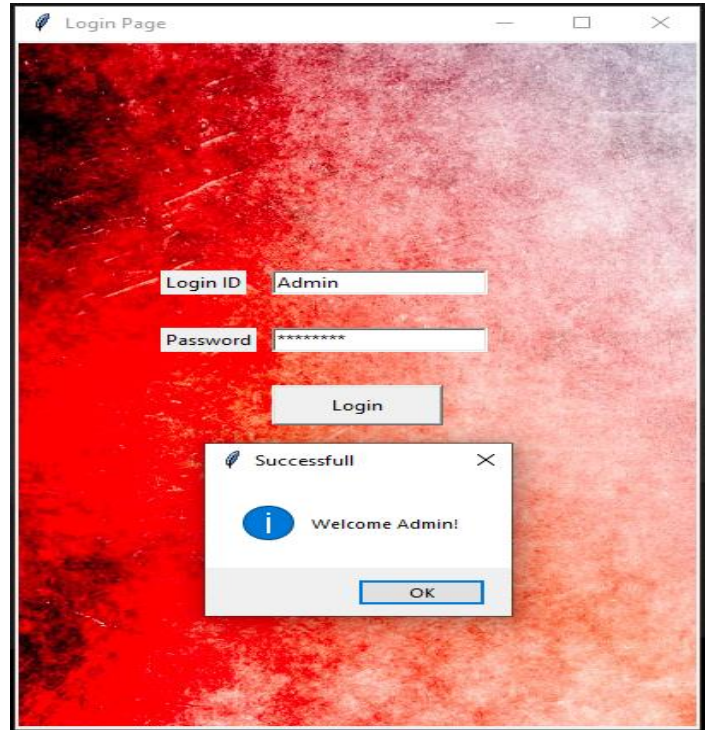 Login Page
Login ID Admin
Password ********
Login
Successfull
Welcome Admin!
OK